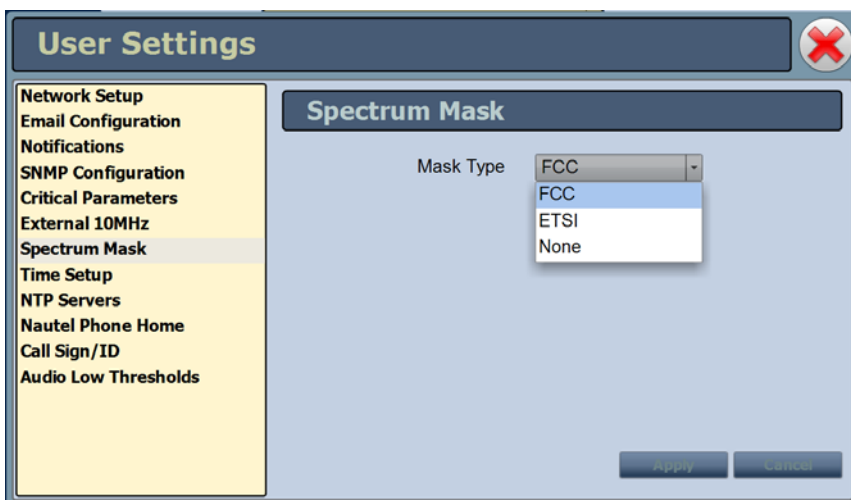 User Settings
Network Setup
Email Configuration
Notifications
SNMP Configuration
Critical Parameters
External 10MHz
Spectrum Mask
Time Setup
NTP Servers
Nautel Phone Home
Call Sign/ID
Audio Low Thresholds
Spectrum Mask
Mask Type FCC
FCC
ETSI
None
Apply Cancel